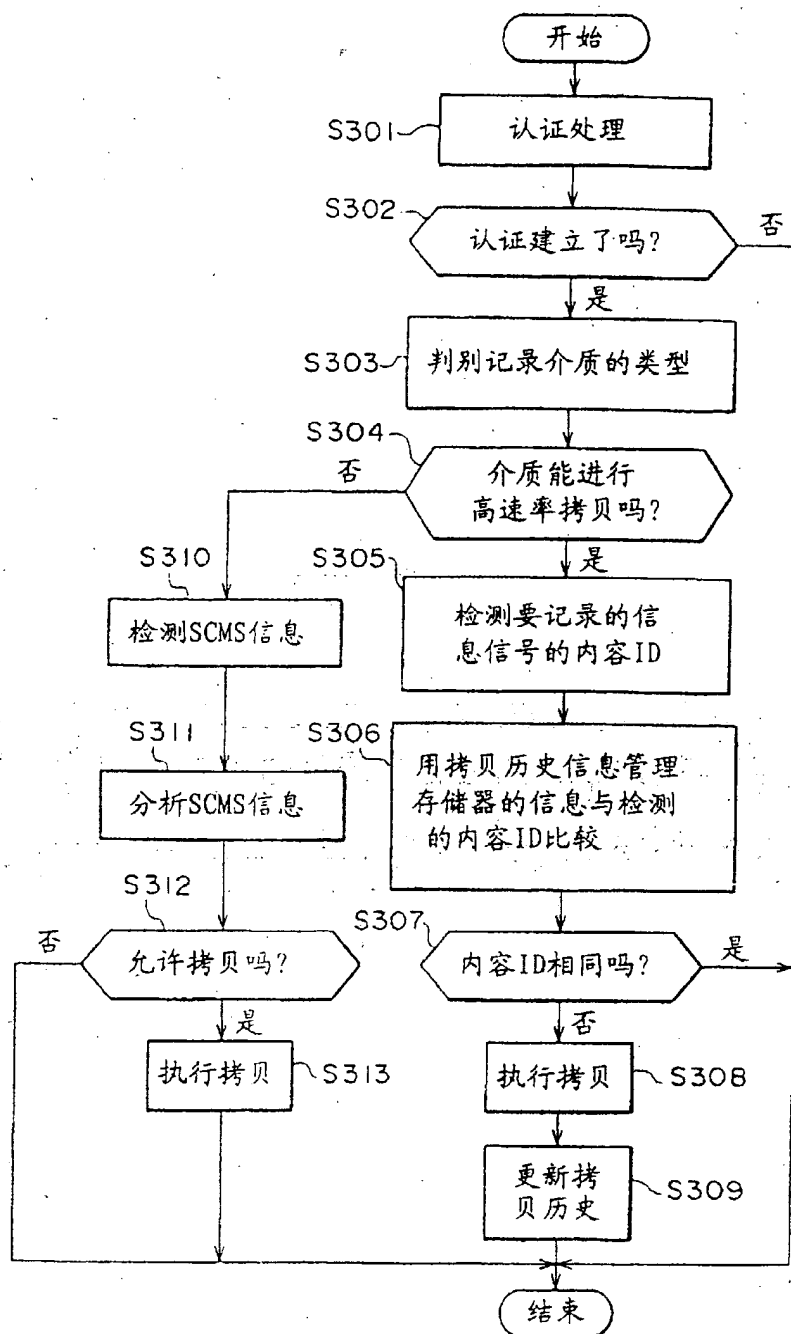 开始
S301
认证处理
S302
认证建立了吗?
否
是
S303
判别记录介质的类型
S304
介质能进行
高速率拷贝吗?
否
是
S310
检测SCMS信息
S305
检测要记录的信
息信号的内容ID
S311
分析SCMS信息
S306
用拷贝历史信息管理
存储器的信息与检测
的内容ID比较
S312
允许拷贝吗?
否
是
S307
内容ID相同吗?
是
否
执行拷贝
S313
执行拷贝
S308
更新拷
贝历史
S309
结束